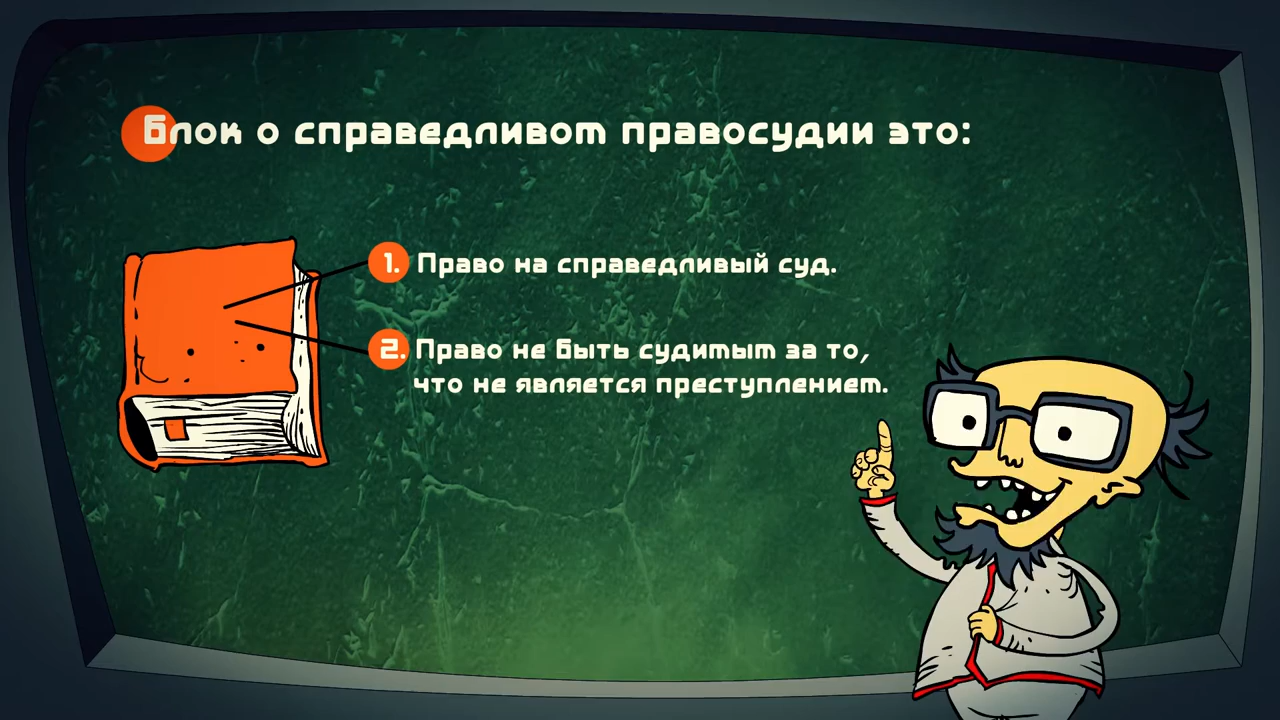 Блок о справедливом правосудии это:
1. Право на справедливый суд.
2. Право не быть судимым за то,
что не является преступлением.